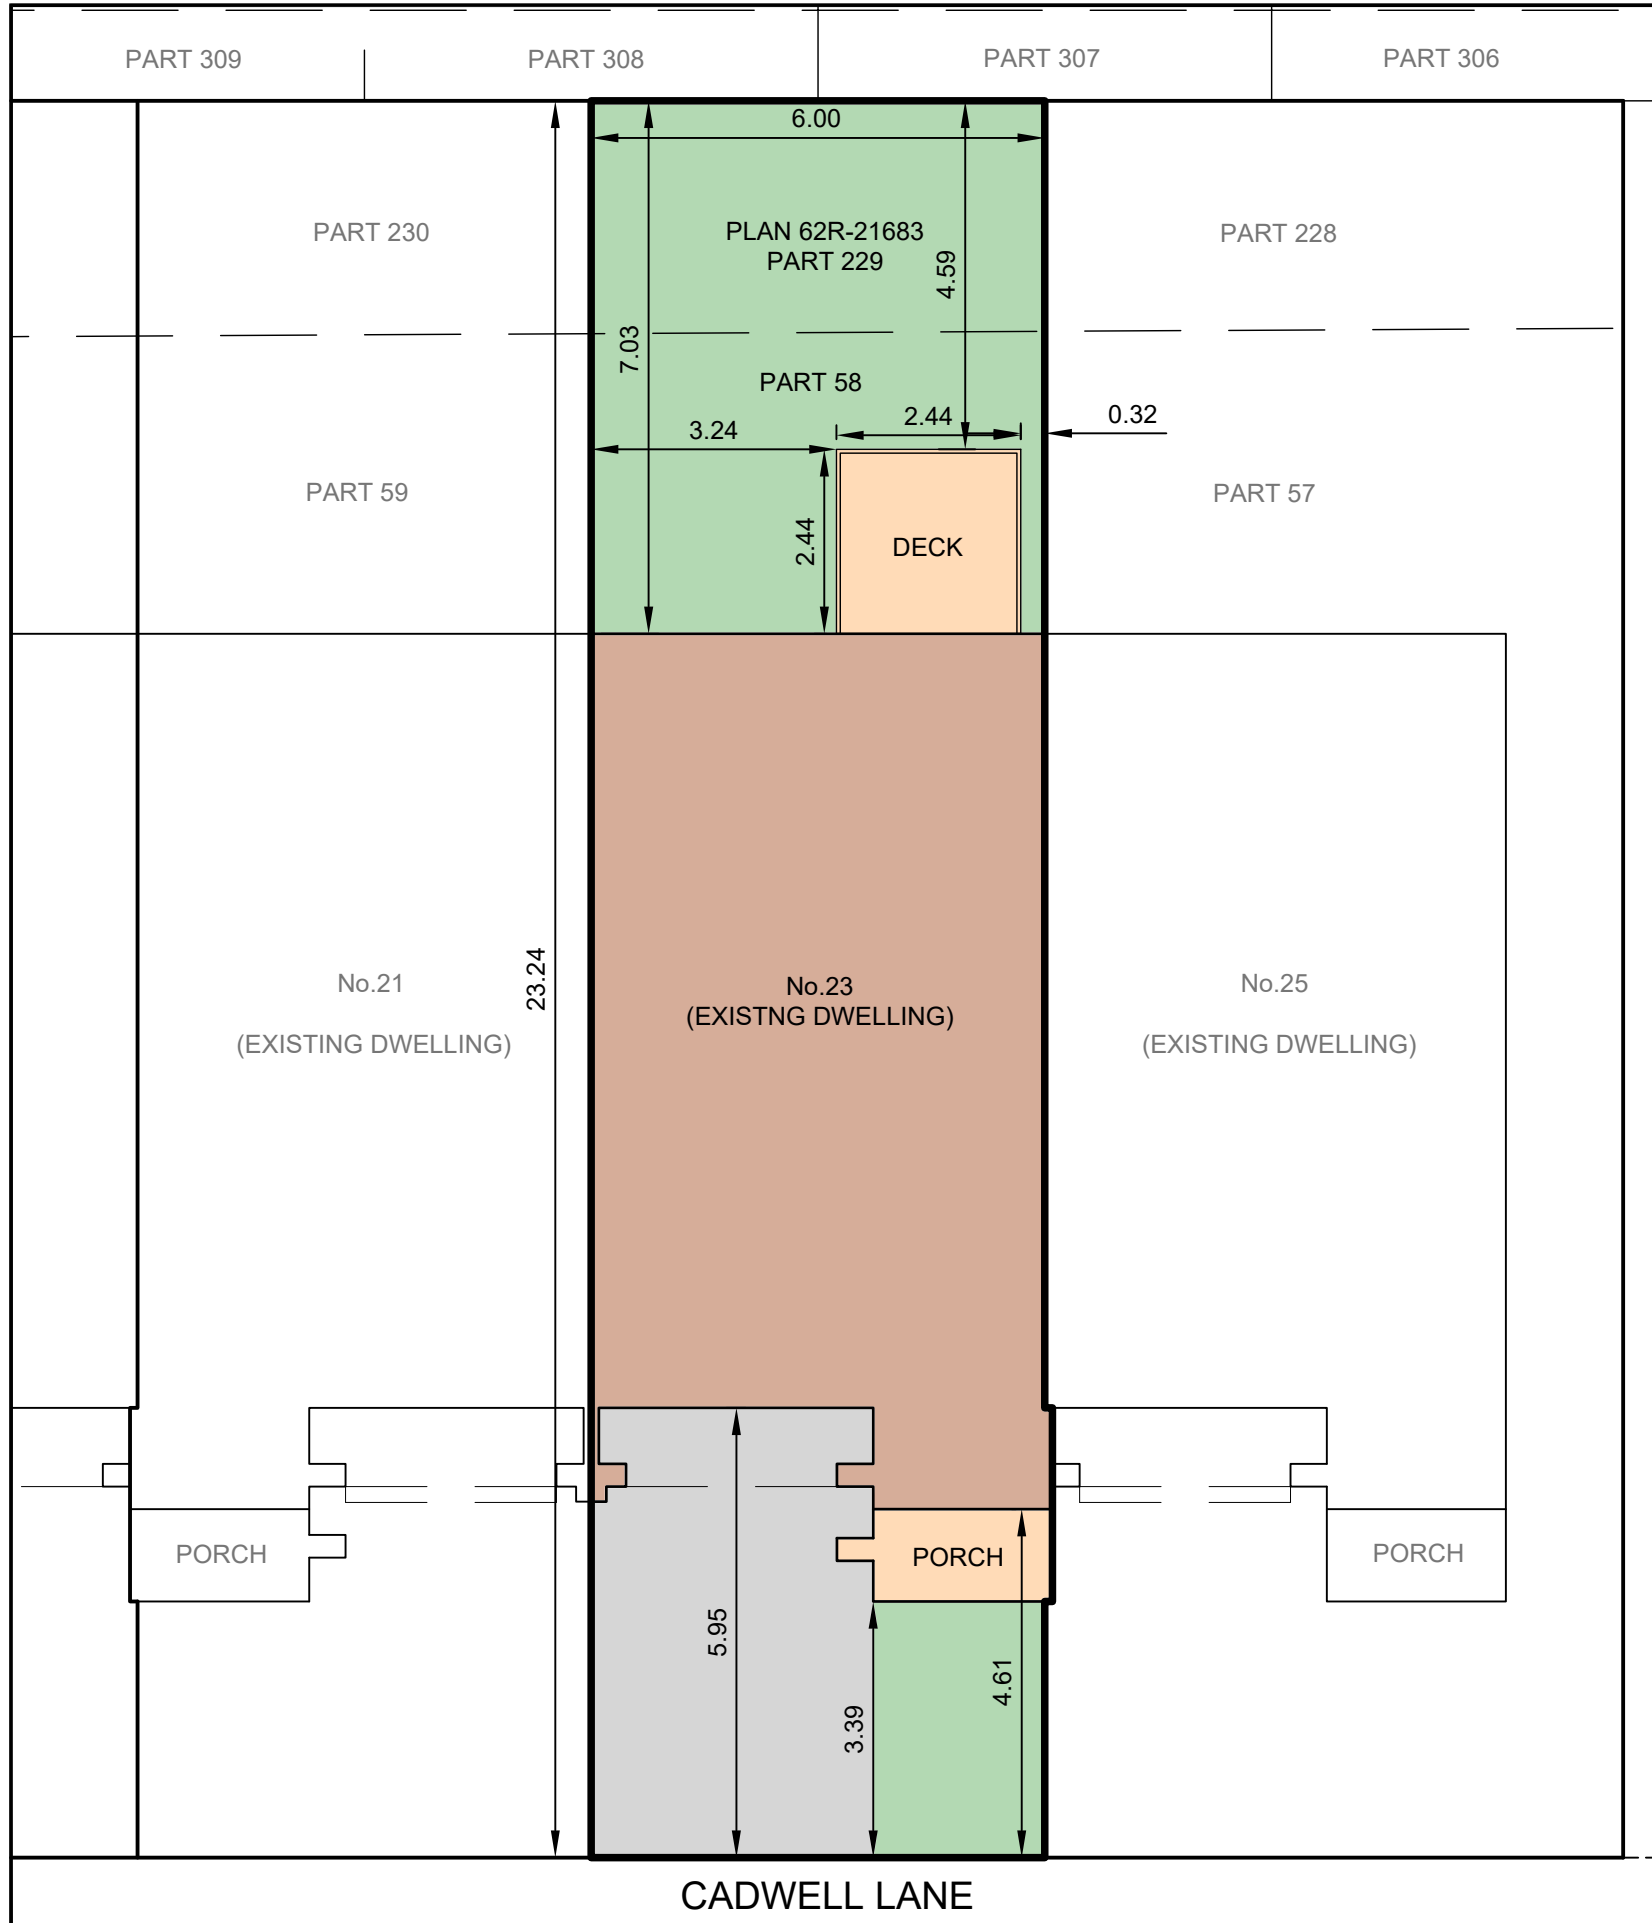 PART 309
PART 308
PART 307
PART 306
6.00
PART 230
PLAN 62R-21683
PART 229
PART 228
4.59
7.03
PART 58
2.44
0.32
3.24
PART 59
PART 57
2.44
DECK
23.24
No.21
(EXISTING DWELLING)
No.23
(EXISTNG DWELLING)
No.25
(EXISTING DWELLING)
PORCH
PORCH
PORCH
5.95
4.61
3.39
CADWELL LANE